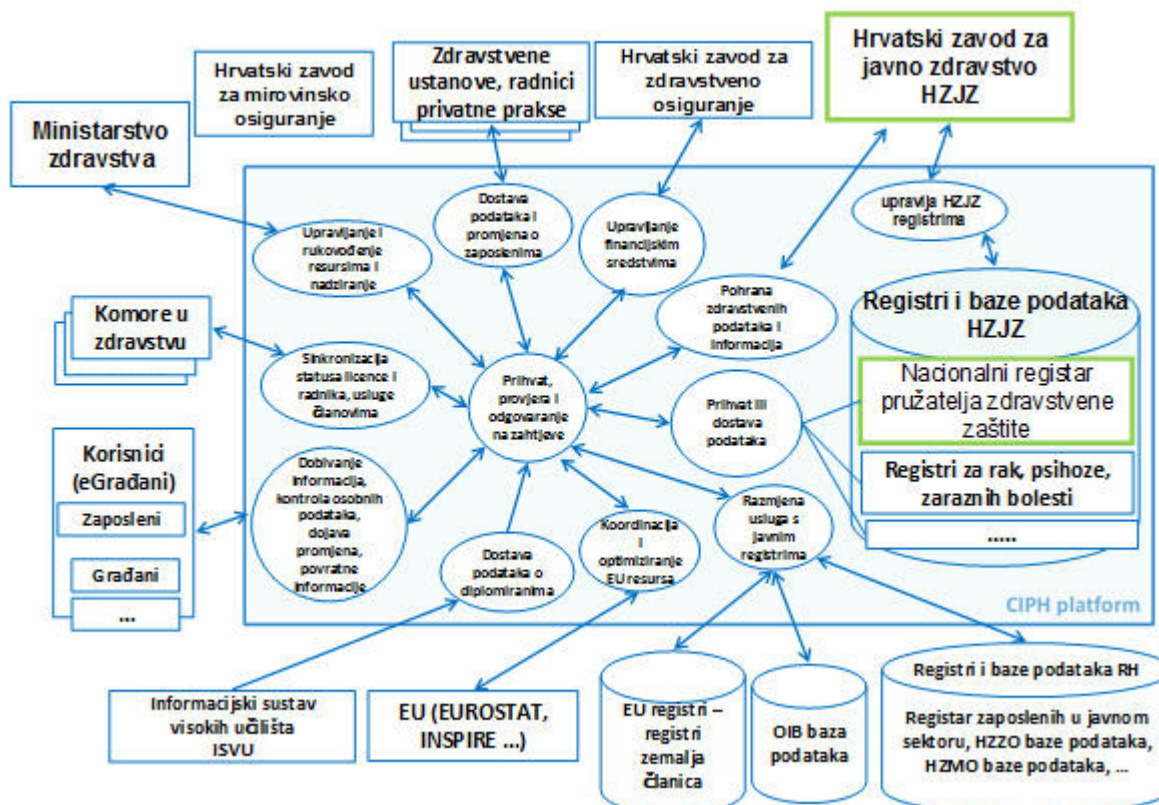 Hrvatski zavod
za mirovinsko
osiguranje
Zdravstvene
ustanove, radnici
privatne prakse
Hrvatski zavod za
zdravstveno
osiguranje
Hrvatski zavod za
javno zdravstvo
HZJZ
Ministarstvo
zdravstva
Dostava
podataka i
promjena o
zaposlenima
Upravljanje
financijskim
sredstvima
upravlja HZJZ
registrima
Upravljanje i
rukovođenje
resursima i
nadziranje
Pohrana
zdravstvenih
podataka i
informacija
Registri i baze podataka
HZJZ
Komore u
zdravstvu
Sinkronizacija
statusa licence i
radnika, usluge
članovima
Prihvat,
provjera i
odgovaranje
na zahtjeve
Prihvat ili
dostava
podataka
Nacionalni registar
pružatelja zdravstvene
zaštite
Registri za rak, psihoze,
zaraznih bolesti
.....
Korisnici
(eGrađani)
Zaposleni
Građani
...
Dobivanje
informacija,
kontrola osobnih
podataka,
dojava
promjena,
povratne
informacije
Dostava
podataka o
diplomiranima
Koordinacija
i
optimiziranje
EU resursa
Razmjena
usluga s
javnim
registrima
CIPH platform
Informacijski sustav
visokih učilišta
ISVU
EU (EUROSTAT,
INSPIRE ...)
EU registri –
registri
zemalja
članica
OIB baza
podataka
Registri i baze podataka RH
Registar zaposlenih u javnom
sektoru, HZZO baze podataka,
HZMO baze podataka, ...